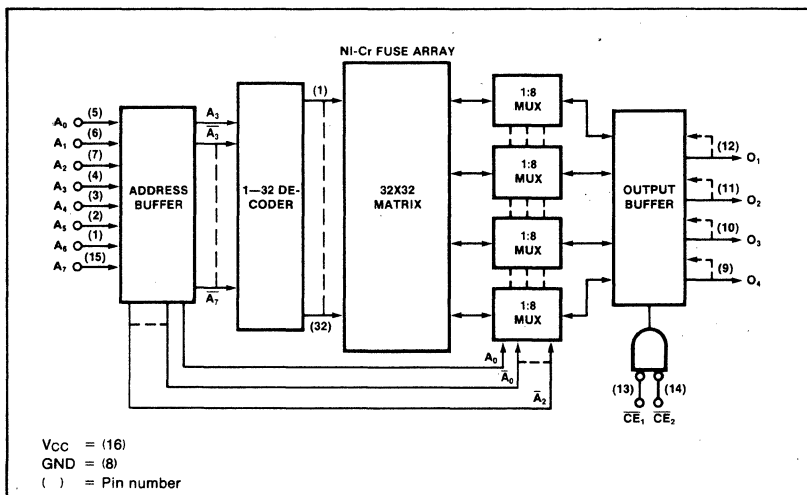 NI-Cr FUSE ARRAY
A0 (5)
A1 (6)
A2 (7)
A3 (4)
A4 (3)
A5 (2)
A6 (1)
A7 (15)
ADDRESS
BUFFER
A3
A̅3
A̅7
1—32 DE-
CODER
(1)
(32)
32X32
MATRIX
1:8
MUX
1:8
MUX
1:8
MUX
1:8
MUX
A0
A̅0
A̅2
OUTPUT
BUFFER
(12) O1
(11) O2
(10) O3
(9) O4
(13) (14)
C̅E̅1 C̅E̅2
VCC = (16)
GND = (8)
( ) = Pin number